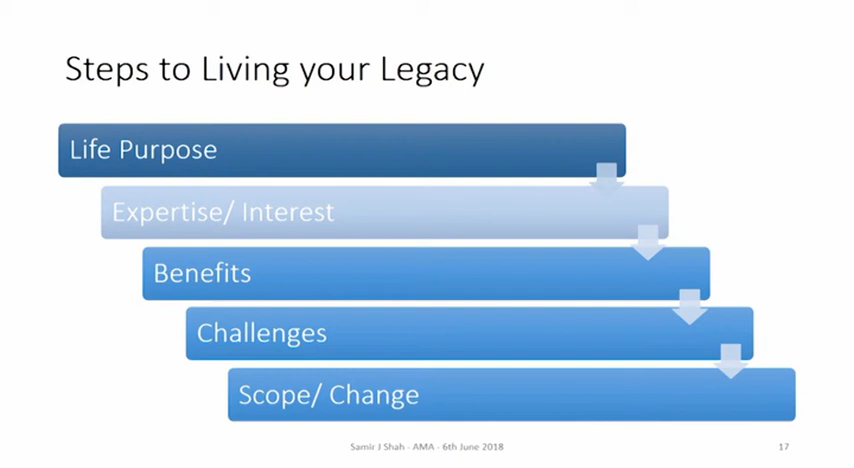 Steps to Living your Legacy
Life Purpose
Expertise/ Interest
Benefits
Challenges
Scope/ Change
Samir J Shah - AMA - 6th June 2018
17